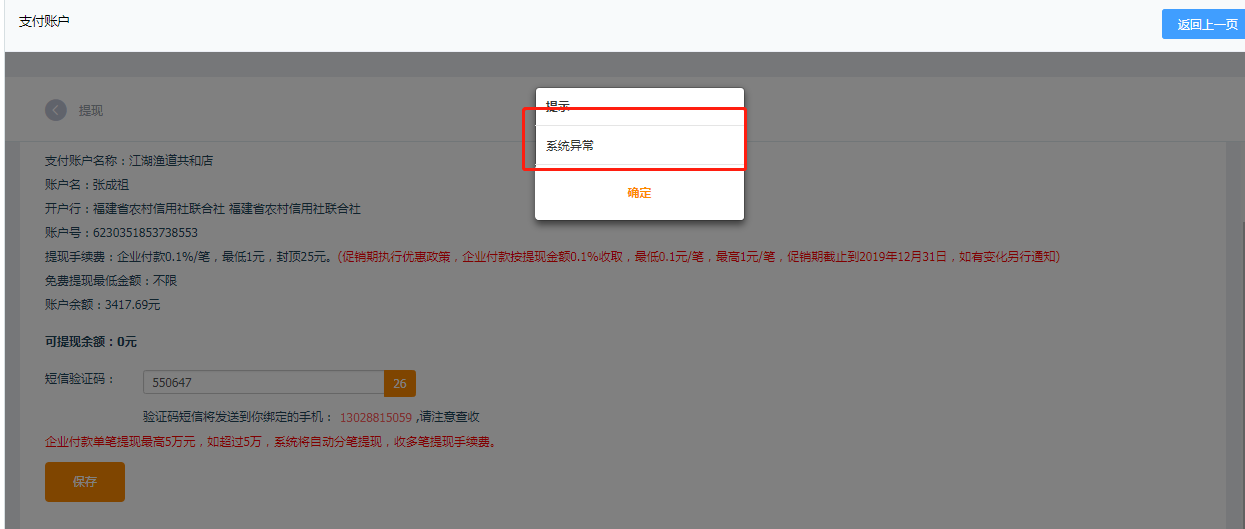 支付账户
返回上一页
提现
提示
系统异常
确定
支付账户名称：江湖渔道共和店
账户名：张成祖
开户行：福建省农村信用社联合社 福建省农村信用社联合社
账户号：6230351853738553
提现手续费：企业付款0.1%/笔，最低1元，封顶25元。(促销期执行优惠政策，企业付款按提现金额0.1%收取，最低0.1元/笔，最高1元/笔，促销期截止到2019年12月31日，如有变化另行通知)
免费提现最低金额：不限
账户余额：3417.69元
可提现余额：0元
短信验证码： 550647 26
验证码短信将发送到你绑定的手机： 13028815059 ,请注意查收
企业付款单笔提现最高5万元，如超过5万，系统将自动分笔提现，收多笔提现手续费。
保存